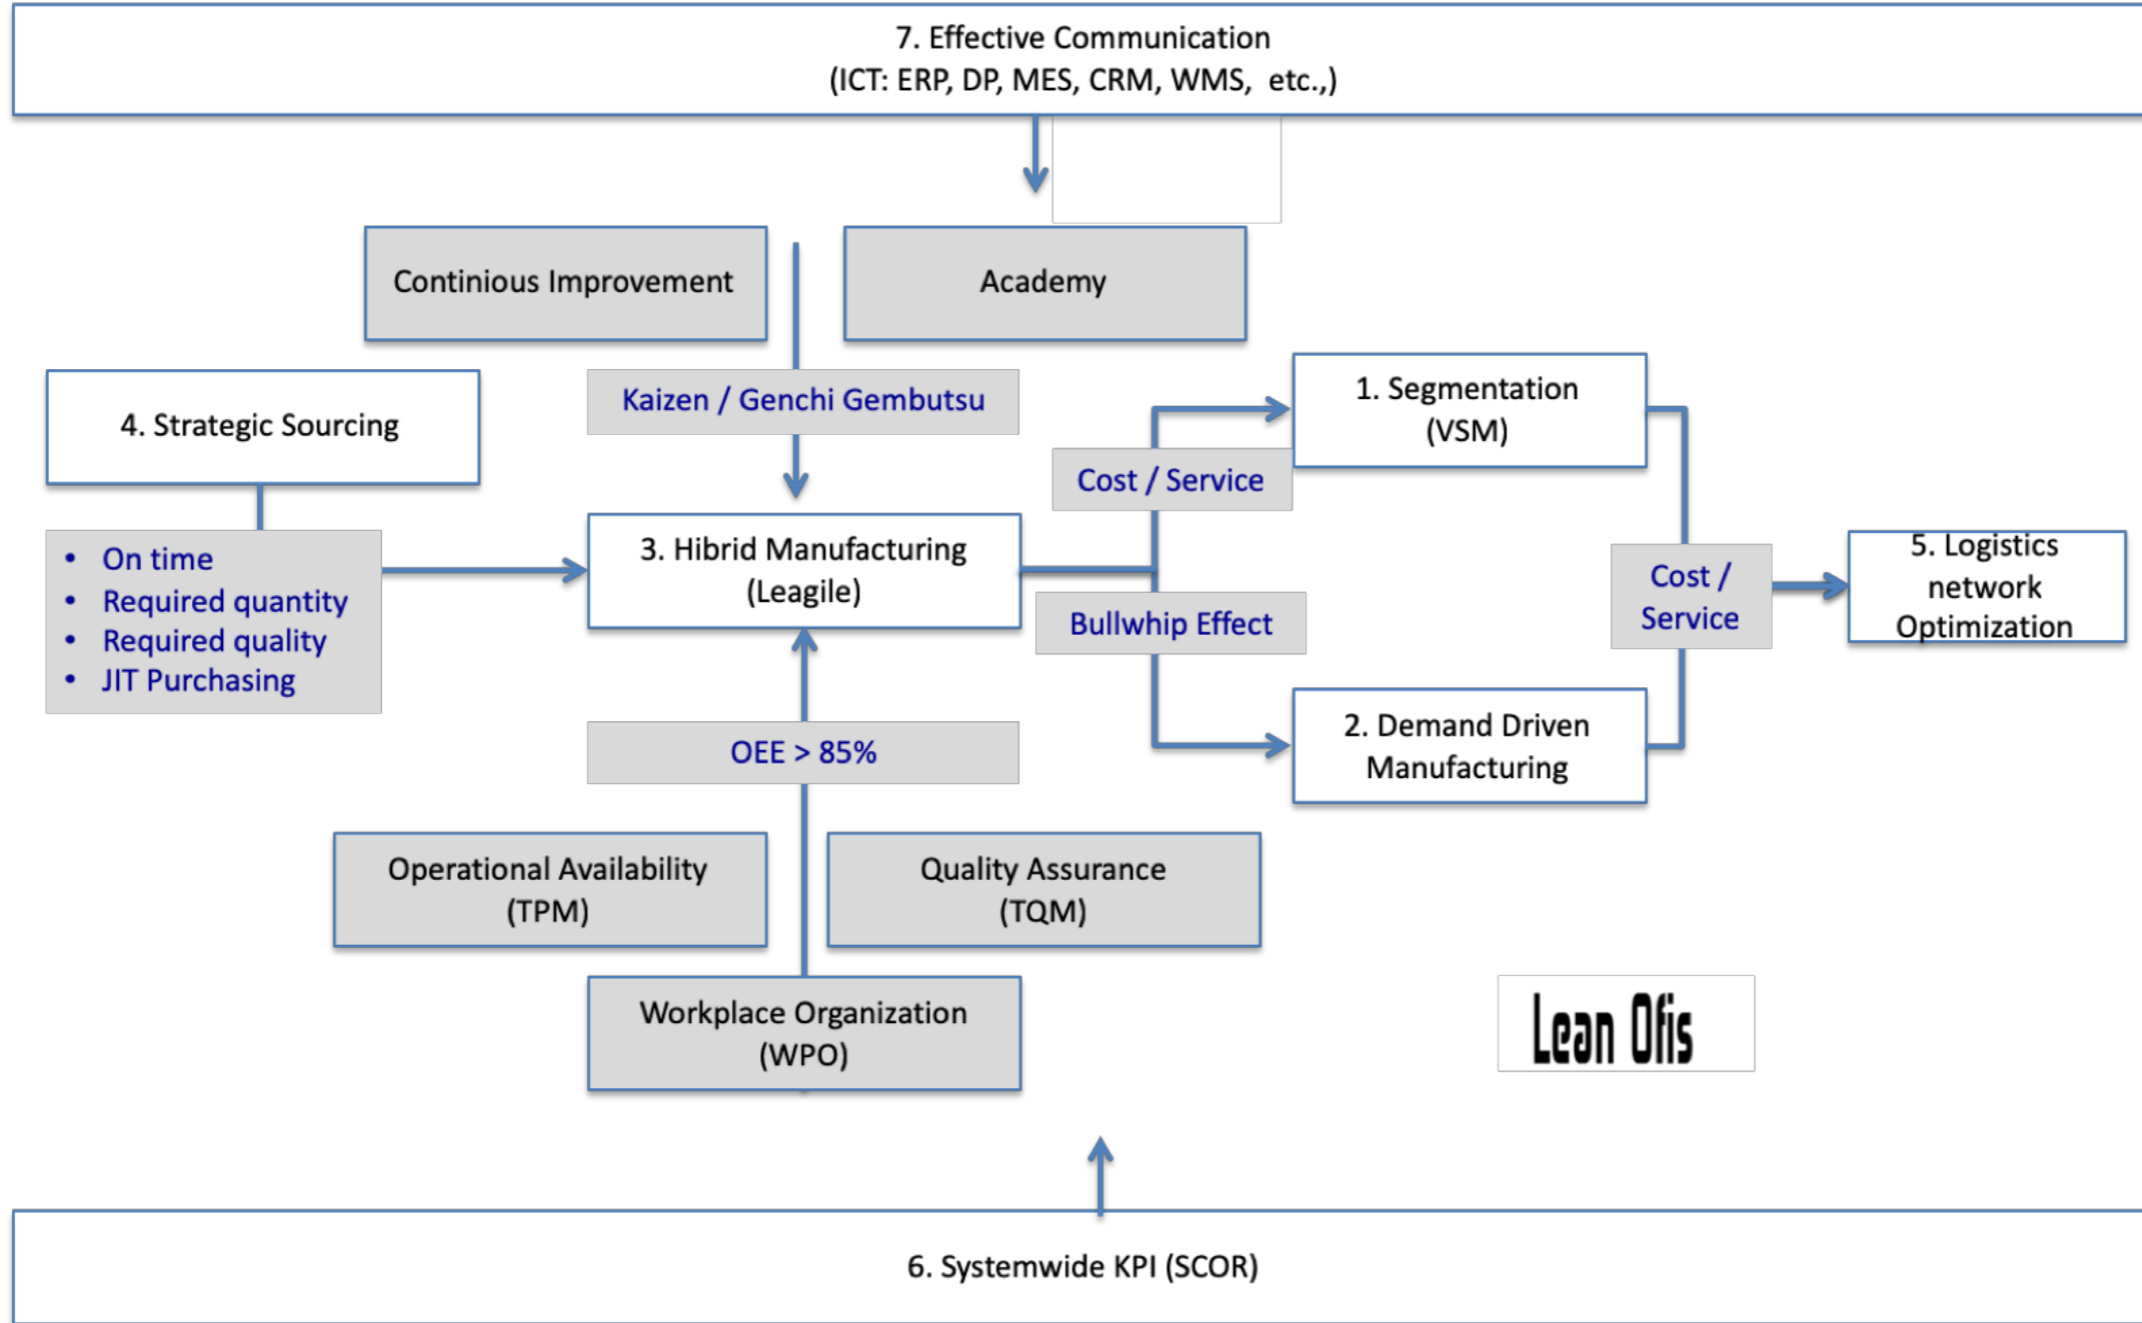 7. Effective Communication
(ICT: ERP, DP, MES, CRM, WMS, etc.,)
Continious Improvement
Academy
4. Strategic Sourcing
Kaizen / Genchi Gembutsu
1. Segmentation
(VSM)
Cost / Service
• On time
• Required quantity
• Required quality
• JIT Purchasing
3. Hibrid Manufacturing
(Leagile)
Bullwhip Effect
Cost /
Service
5. Logistics
network
Optimization
OEE > 85%
2. Demand Driven
Manufacturing
Operational Availability
(TPM)
Quality Assurance
(TQM)
Workplace Organization
(WPO)
Lean Ofis
6. Systemwide KPI (SCOR)